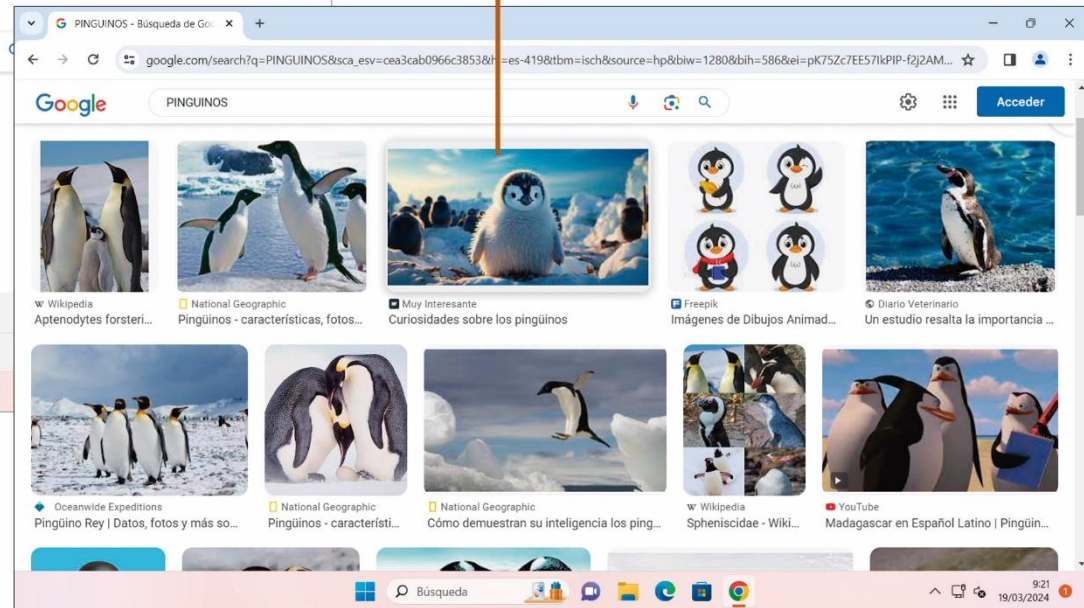 PINGUINOS - Búsqueda de Goo
google.com/search?q=PINGUINOS&sca_esv=cea3cab0966c3853&hl=es-419&tbm=isch&source=hp&biw=1280&bih=586&ei=pK75Zc7EE57IkPIP-f2j2AM...
Google PINGUINOS Acceder
Wikipedia
Aptenodytes forsteri...
National Geographic
Pingüinos - características, fotos...
Muy Interesante
Curiosidades sobre los pingüinos
Freepik
Imágenes de Dibujos Animad...
Diario Veterinario
Un estudio resalta la importancia ...
Oceanwide Expeditions
Pingüino Rey | Datos, fotos y más so...
National Geographic
Pingüinos - característi...
National Geographic
Cómo demuestran su inteligencia los ping...
Wikipedia
Spheniscidae - Wiki...
YouTube
Madagascar en Español Latino | Pingüin...
Búsqueda
9:21
19/03/2024
1